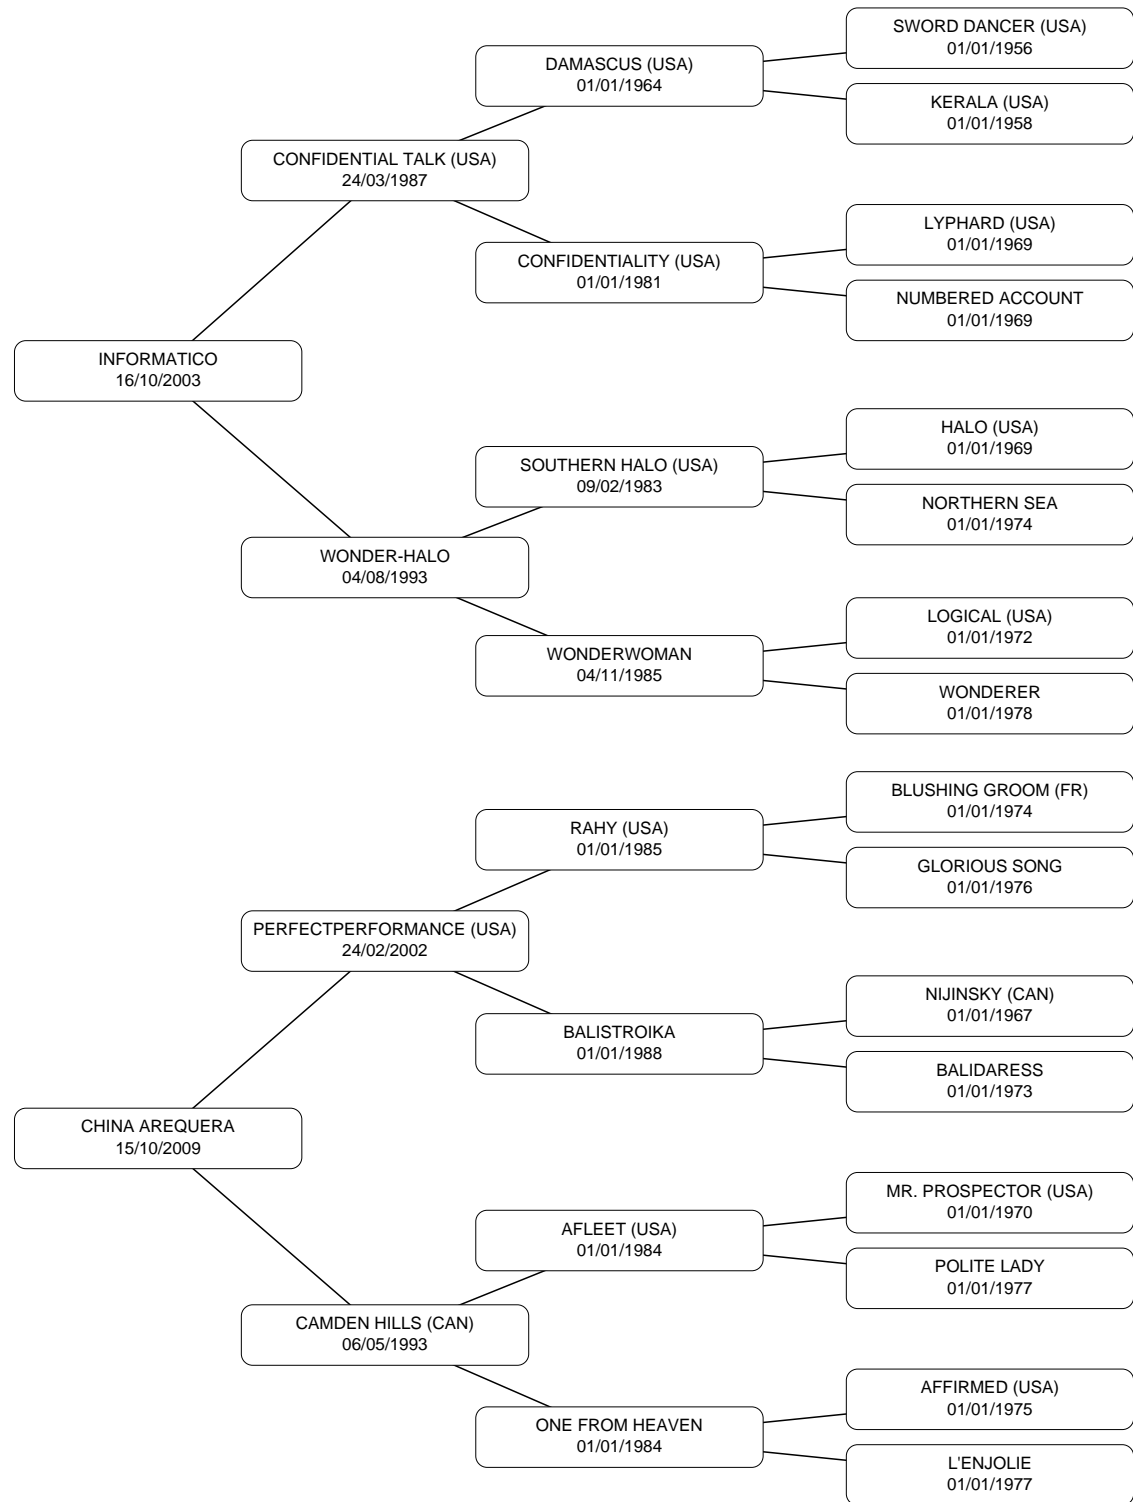 SWORD DANCER (USA)
01/01/1956
DAMASCUS (USA)
01/01/1964
KERALA (USA)
01/01/1958
CONFIDENTIAL TALK (USA)
24/03/1987
LYPHARD (USA)
01/01/1969
CONFIDENTIALITY (USA)
01/01/1981
NUMBERED ACCOUNT
01/01/1969
INFORMATICO
16/10/2003
HALO (USA)
01/01/1969
SOUTHERN HALO (USA)
09/02/1983
NORTHERN SEA
01/01/1974
WONDER-HALO
04/08/1993
LOGICAL (USA)
01/01/1972
WONDERWOMAN
04/11/1985
WONDERER
01/01/1978
BLUSHING GROOM (FR)
01/01/1974
RAHY (USA)
01/01/1985
GLORIOUS SONG
01/01/1976
PERFECTPERFORMANCE (USA)
24/02/2002
NIJINSKY (CAN)
01/01/1967
BALISTROIKA
01/01/1988
BALIDARESS
01/01/1973
CHINA AREQUERA
15/10/2009
MR. PROSPECTOR (USA)
01/01/1970
AFLEET (USA)
01/01/1984
POLITE LADY
01/01/1977
CAMDEN HILLS (CAN)
06/05/1993
AFFIRMED (USA)
01/01/1975
ONE FROM HEAVEN
01/01/1984
L'ENJOLIE
01/01/1977